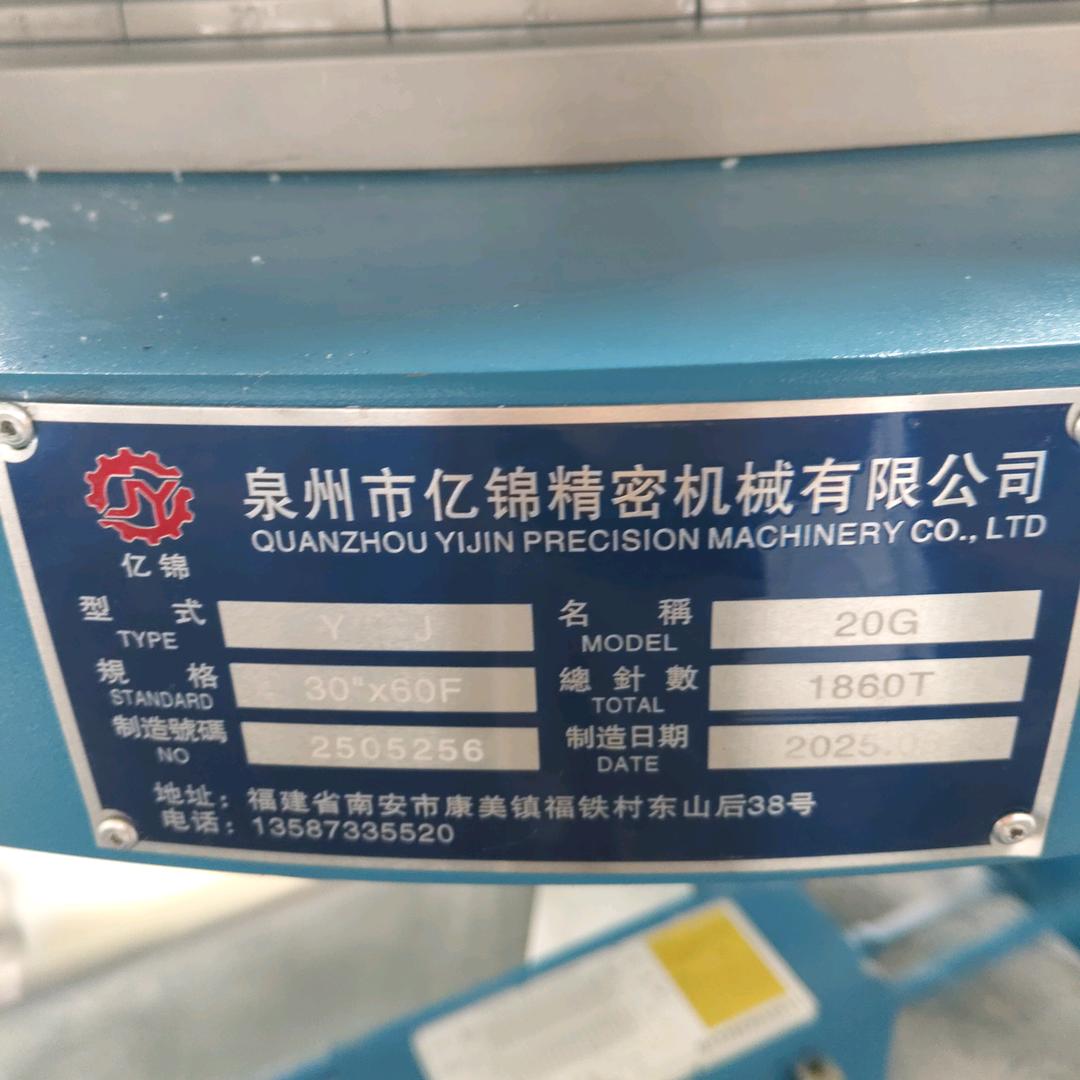 泉州市亿锦精密机械有限公司
QUANZHOU YIJIN PRECISION MACHINERY CO., LTD
亿锦
型式 Y J 名稱 20G
TYPE MODEL
規格 30"x60F 總針數 1860T
STANDARD TOTAL
制造號碼 2505256 制造日期 2025.
NO DATE
地址：福建省南安市康美镇福铁村东山后38号
电话：13587335520